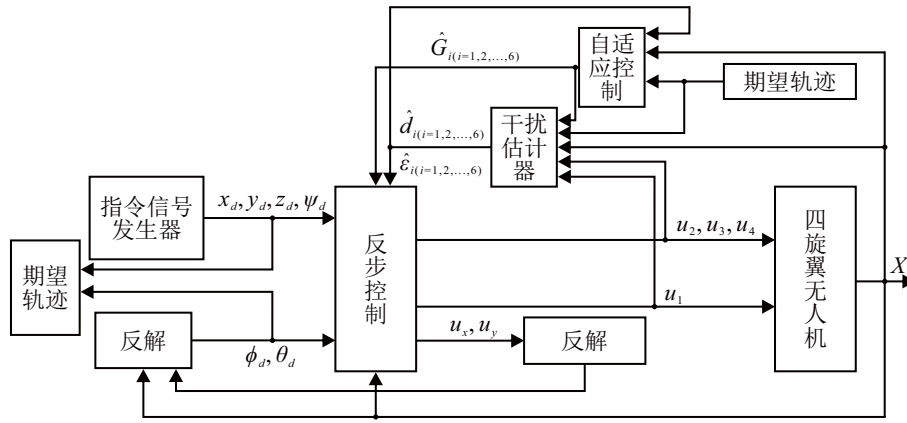 Ĝ_{i(i=1,2,…,6)}
自适
应控
制
期望轨迹
d̂_{i(i=1,2,…,6)}
ε̂_{i(i=1,2,…,6)}
干扰
估计
器
指令信号
发生器
x_d, y_d, z_d, ψ_d
期望
轨迹
反解
ϕ_d, θ_d
反
步
控
制
u_2, u_3, u_4
u_1
u_x, u_y
反解
四
旋
翼
无
人
机
X